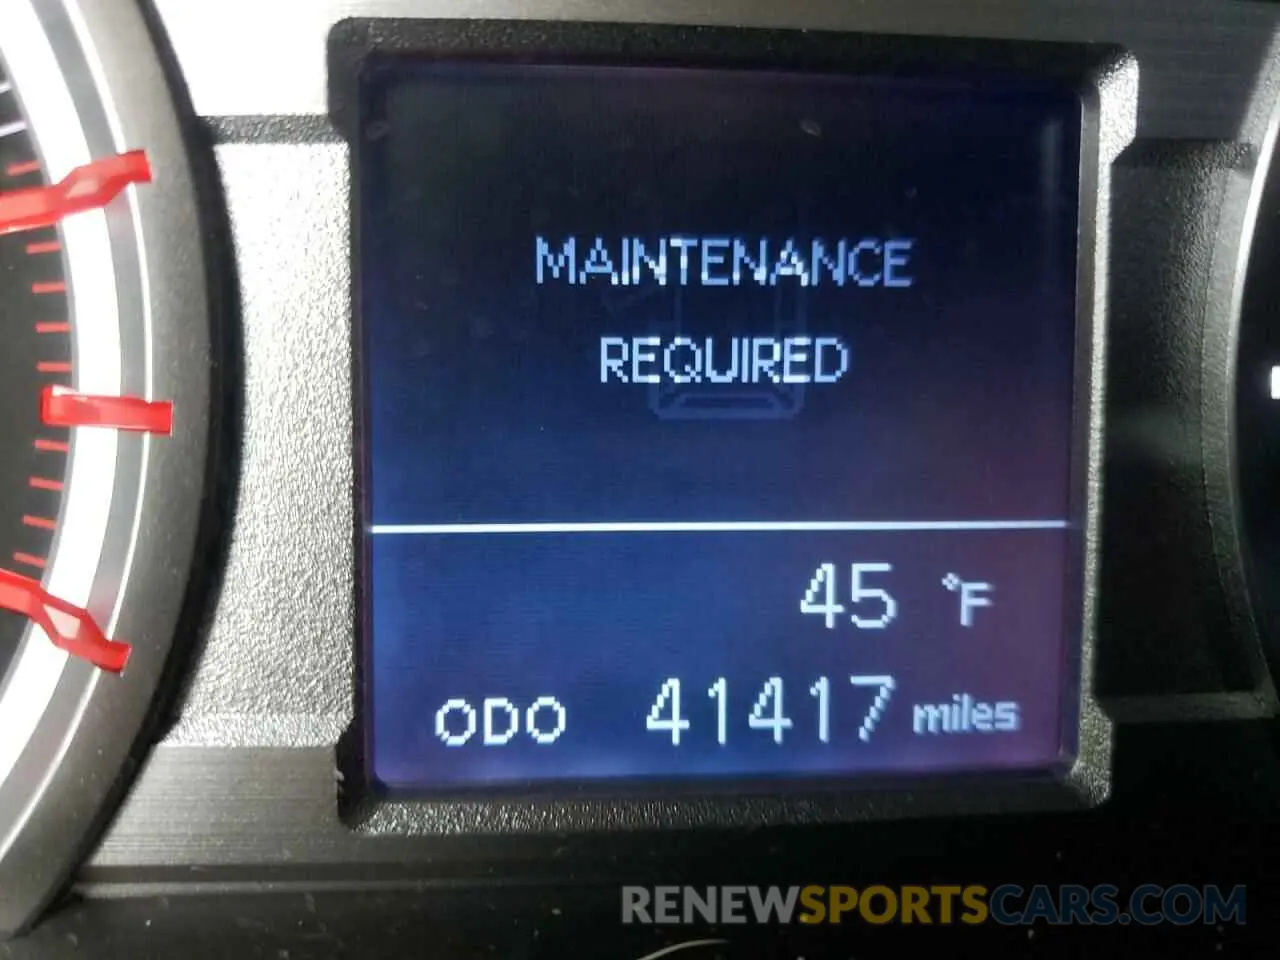 MAINTENANCE
REQUIRED
45 °F
ODO 41417 miles
RENEWSPORTSCARS.COM